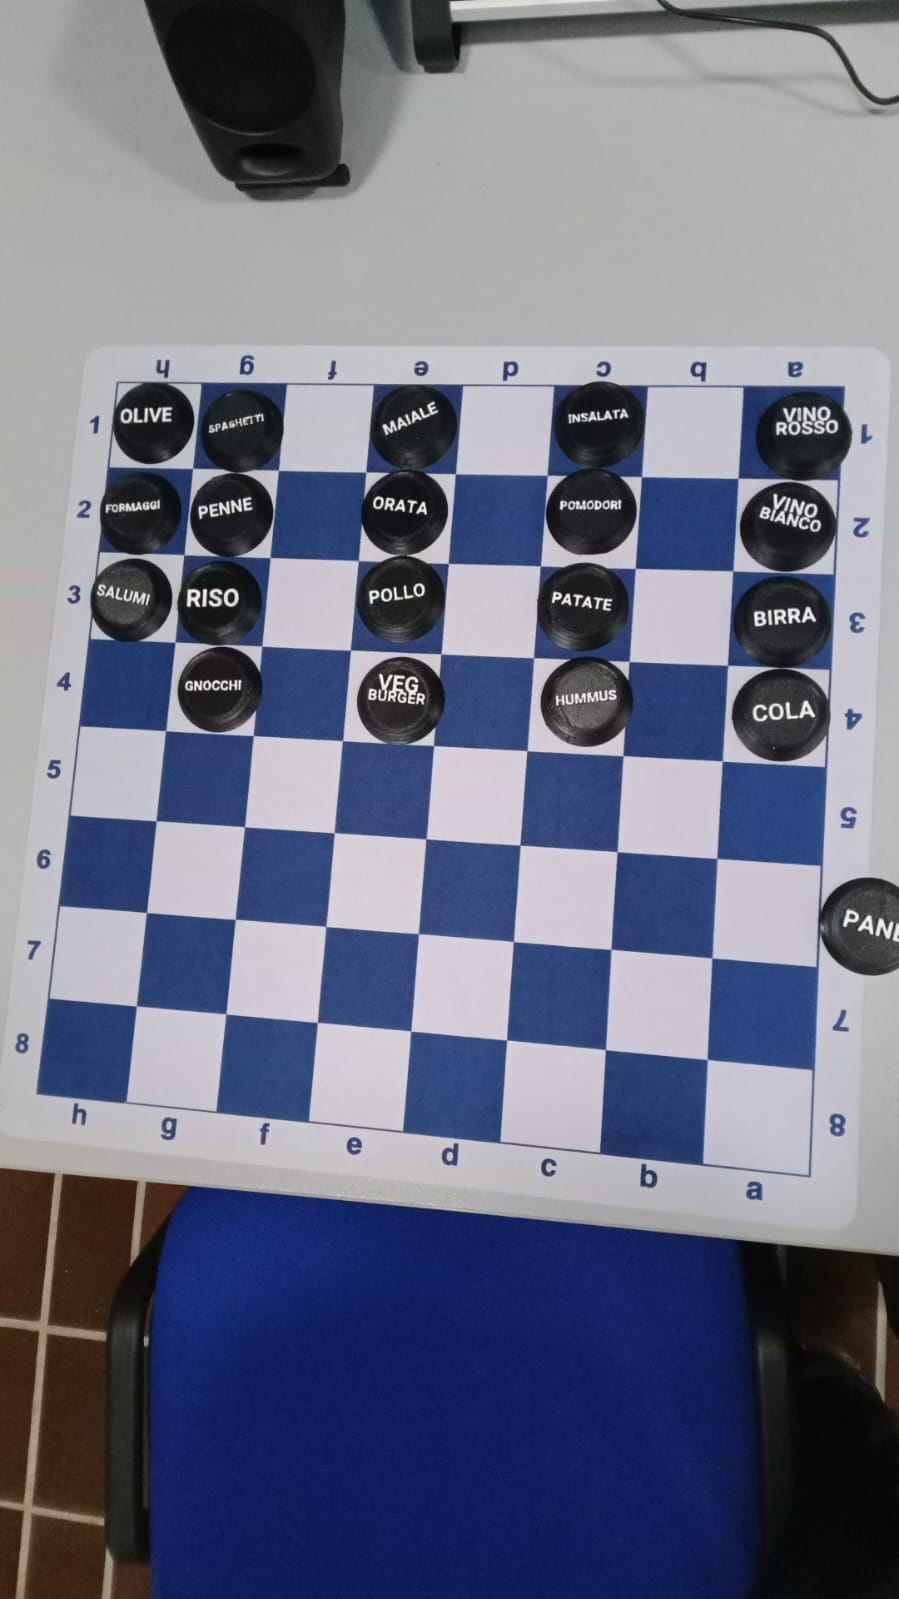 h g f e d c b a
1 OLIVE SPAGHETTI MAIALE INSALATA VINO ROSSO 1
2 FORMAGGI PENNE ORATA POMODORI VINO BIANCO 2
3 SALUMI RISO POLLO PATATE BIRRA 3
4 GNOCCHI VEG BURGER HUMMUS COLA 4
5 5
6
PANE
7 7
8 8
h g f e d c b a